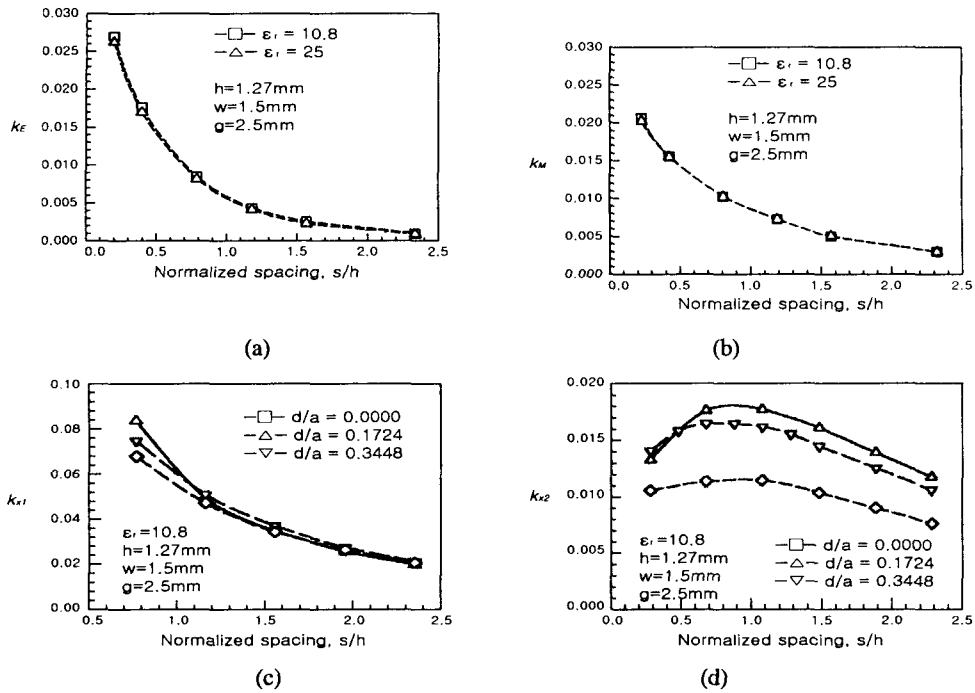 0.030
0.025
0.020
0.015
0.010
0.005
0.000
kE
εr = 10.8
εr = 25
h=1.27mm
w=1.5mm
g=2.5mm
0.0 0.5 1.0 1.5 2.0 2.5
Normalized spacing, s/h
(a)
0.030
0.025
0.020
0.015
0.010
0.005
0.000
kM
εr = 10.8
εr = 25
h=1.27mm
w=1.5mm
g=2.5mm
0.0 0.5 1.0 1.5 2.0 2.5
Normalized spacing, s/h
(b)
0.10
0.08
0.06
0.04
0.02
0.00
kx1
d/a = 0.0000
d/a = 0.1724
d/a = 0.3448
εr=10.8
h=1.27mm
w=1.5mm
g=2.5mm
0.5 1.0 1.5 2.0 2.5
Normalized spacing, s/h
(c)
0.020
0.015
0.010
0.005
0.000
kx2
εr=10.8
h=1.27mm
w=1.5mm
g=2.5mm
d/a = 0.0000
d/a = 0.1724
d/a = 0.3448
0.0 0.5 1.0 1.5 2.0 2.5
Normalized spacing, s/h
(d)